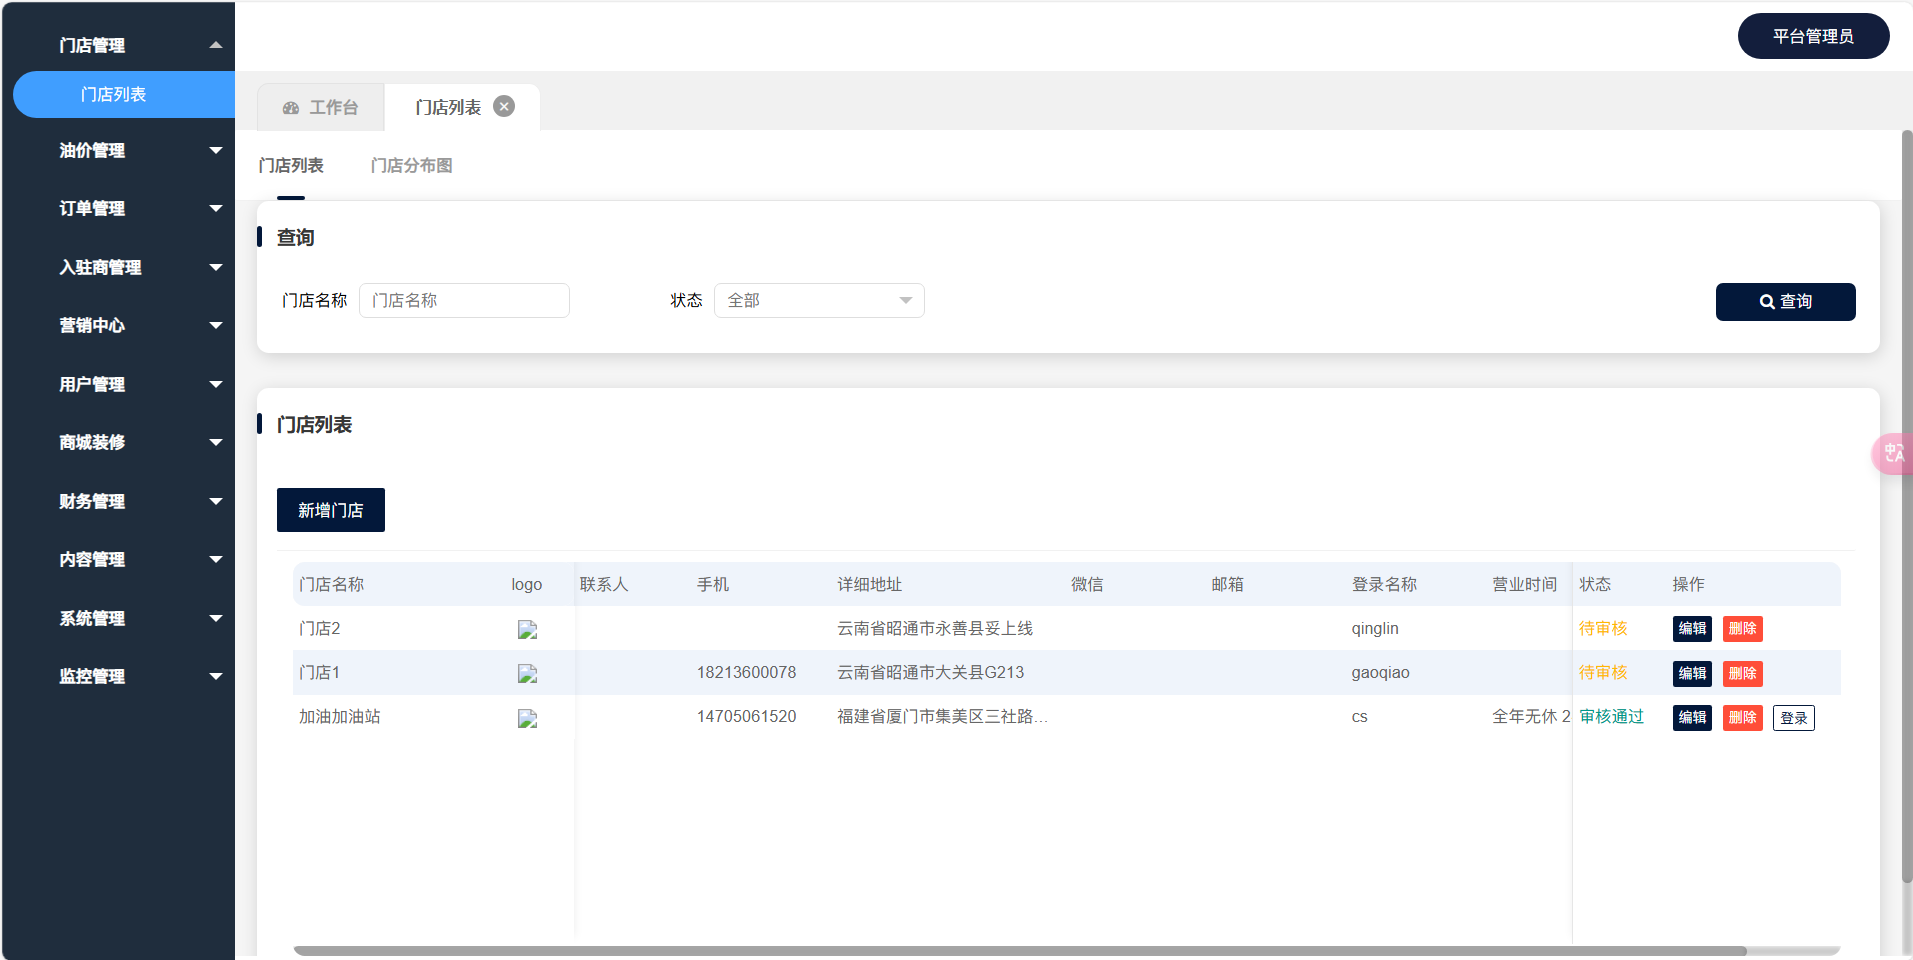 平台管理员
门店管理
门店列表
油价管理
订单管理
入驻商管理
营销中心
用户管理
商城装修
财务管理
内容管理
系统管理
监控管理
工作台 门店列表
门店列表 门店分布图
查询
门店名称 门店名称 状态 全部 查询
门店列表
新增门店
门店名称 logo 联系人 手机 详细地址 微信 邮箱 登录名称 营业时间 状态 操作
门店2 云南省昭通市永善县妥上线 qinglin 待审核 编辑 删除
门店1 18213600078 云南省昭通市大关县G213 gaoqiao 待审核 编辑 删除
加油加油站 14705061520 福建省厦门市集美区三社路... cs 全年无休 2 审核通过 编辑 删除 登录
中A